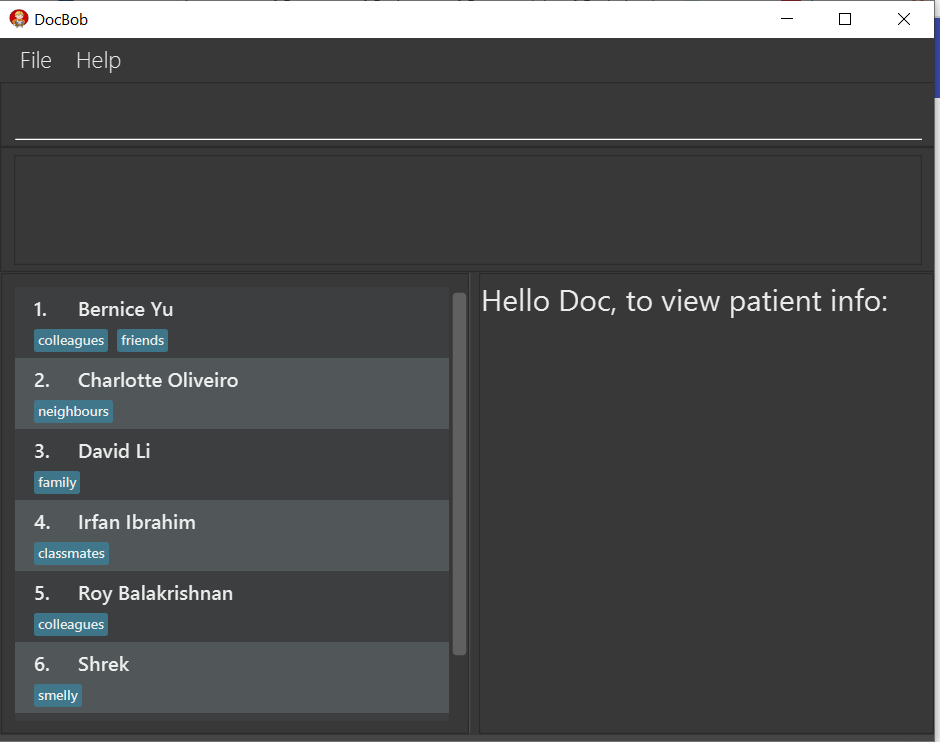 DocBob
File Help
1. Bernice Yu
colleagues friends
2. Charlotte Oliveiro
neighbours
3. David Li
family
4. Irfan Ibrahim
classmates
5. Roy Balakrishnan
colleagues
6. Shrek
smelly
Hello Doc, to view patient info: